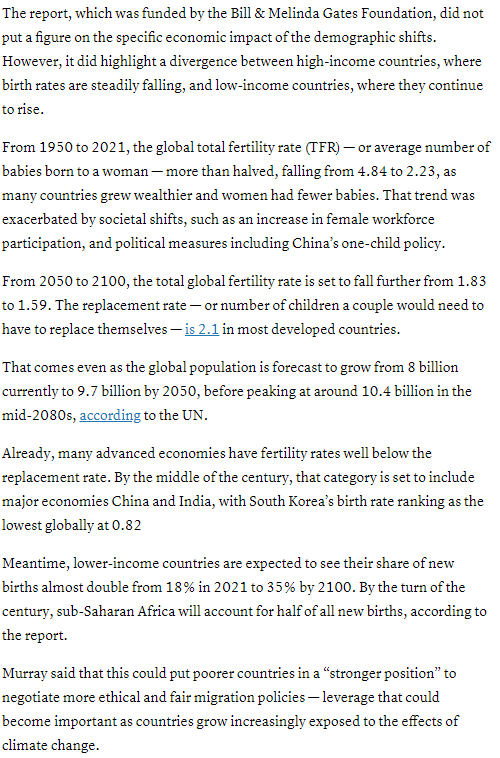 The report, which was funded by the Bill & Melinda Gates Foundation, did not
put a figure on the specific economic impact of the demographic shifts.
However, it did highlight a divergence between high-income countries, where
birth rates are steadily falling, and low-income countries, where they continue
to rise.
From 1950 to 2021, the global total fertility rate (TFR) — or average number of
babies born to a woman — more than halved, falling from 4.84 to 2.23, as
many countries grew wealthier and women had fewer babies. That trend was
exacerbated by societal shifts, such as an increase in female workforce
participation, and political measures including China’s one-child policy.
From 2050 to 2100, the total global fertility rate is set to fall further from 1.83
to 1.59. The replacement rate — or number of children a couple would need to
have to replace themselves — is 2.1 in most developed countries.
That comes even as the global population is forecast to grow from 8 billion
currently to 9.7 billion by 2050, before peaking at around 10.4 billion in the
mid-2080s, according to the UN.
Already, many advanced economies have fertility rates well below the
replacement rate. By the middle of the century, that category is set to include
major economies China and India, with South Korea’s birth rate ranking as the
lowest globally at 0.82
Meantime, lower-income countries are expected to see their share of new
births almost double from 18% in 2021 to 35% by 2100. By the turn of the
century, sub-Saharan Africa will account for half of all new births, according to
the report.
Murray said that this could put poorer countries in a “stronger position” to
negotiate more ethical and fair migration policies — leverage that could
become important as countries grow increasingly exposed to the effects of
climate change.